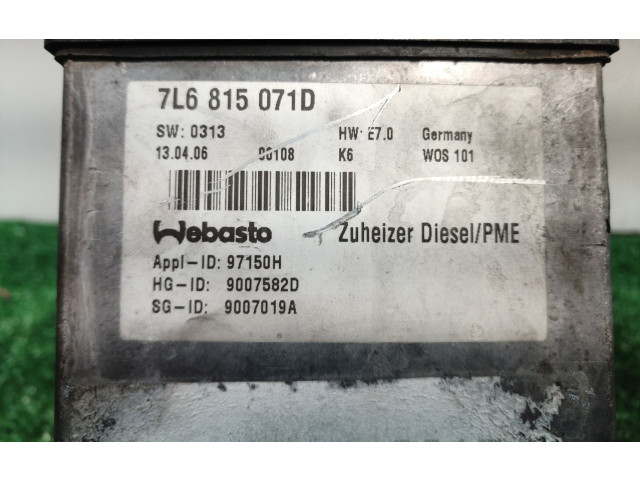 7L6 815 071D
SW: 0313 HW: E7.0 Germany
13.04.06 00108 K6 WOS 101
Webasto Zuheizer Diesel/PME
Appl-ID: 97150H
HG-ID: 9007582D
SG-ID: 9007019A